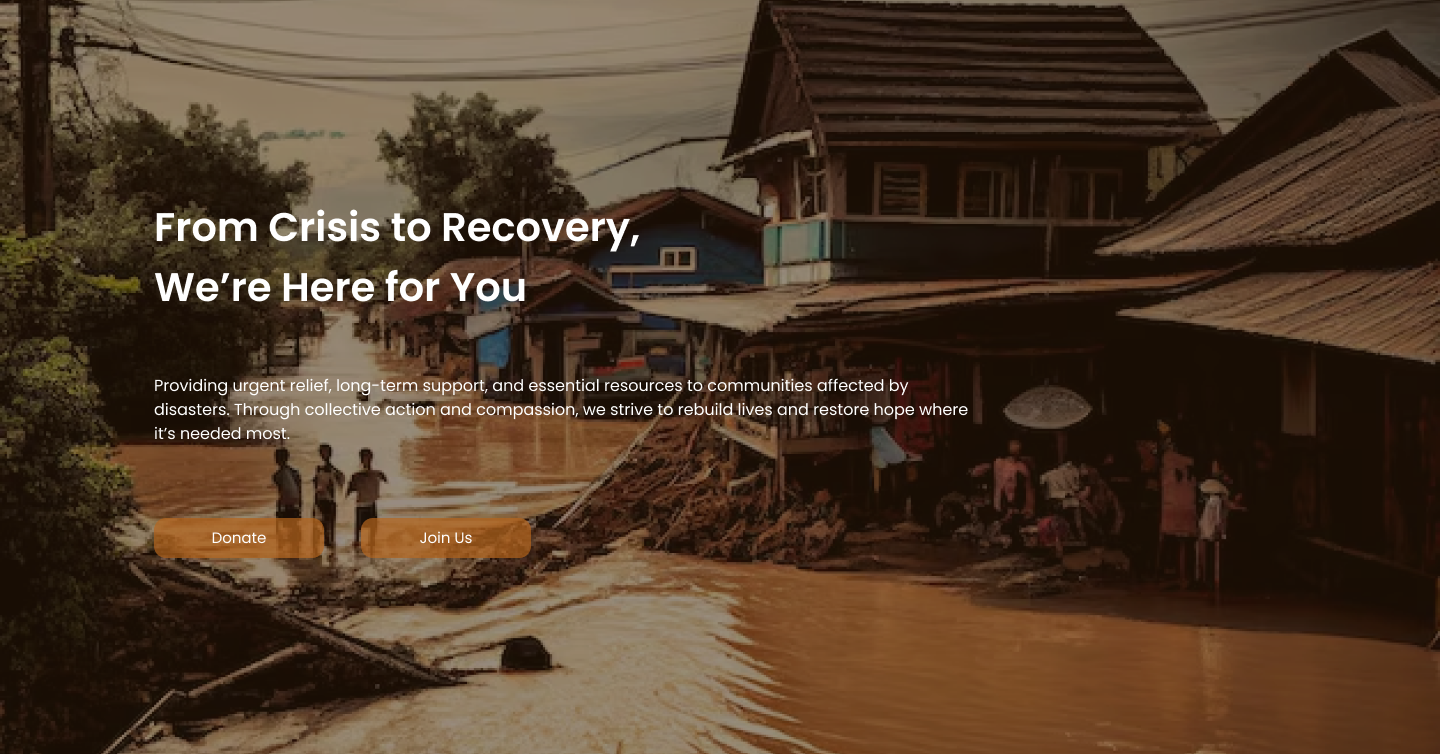 From Crisis to Recovery,
We’re Here for You
Providing urgent relief, long-term support, and essential resources to communities affected by
disasters. Through collective action and compassion, we strive to rebuild lives and restore hope where
it’s needed most.
Donate
Join Us